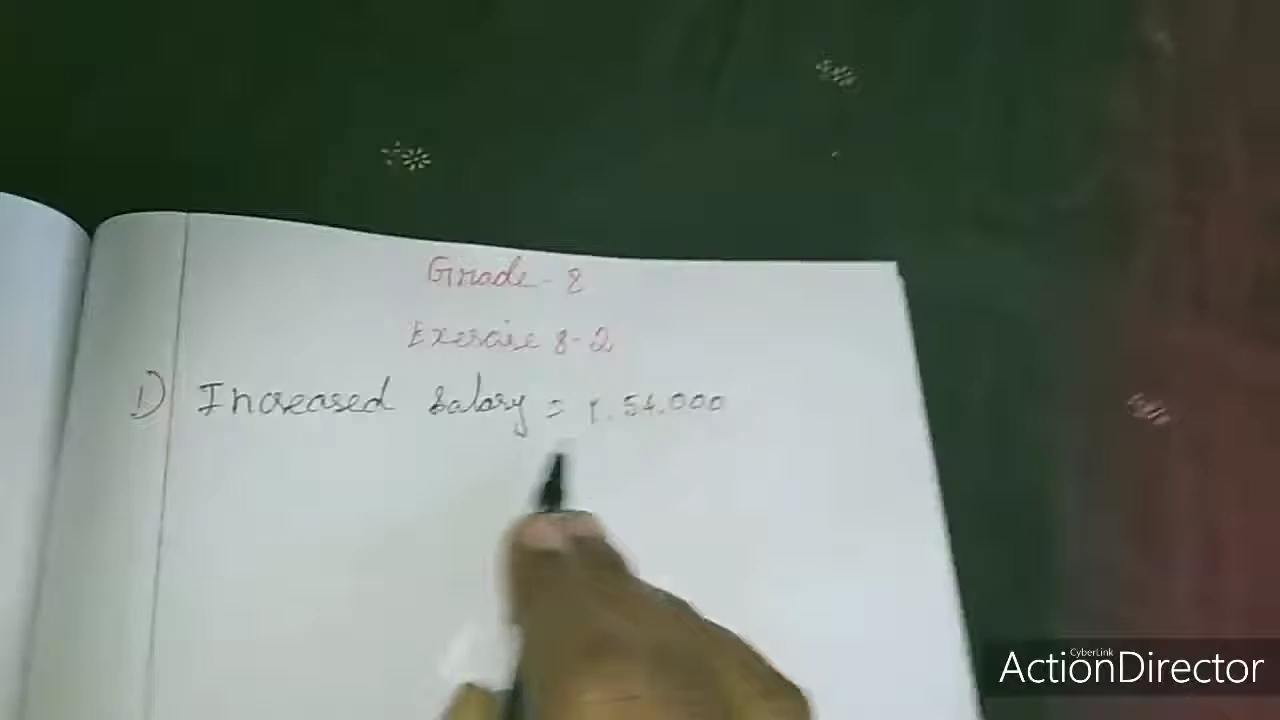 Grade - 8
Exercise 8-2
1) Increased Salary = ₹. 54,000
CyberLink
ActionDirector